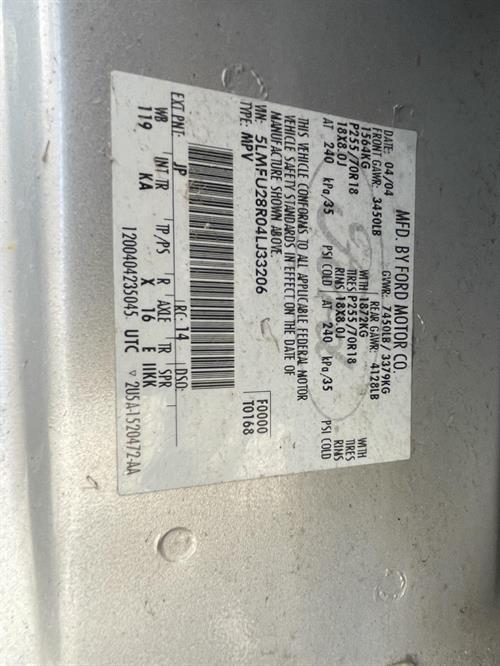 MFD. BY FORD MOTOR CO.
DATE: 04/04 GVWR: 7450LB/ 3379KG
FRONT GAWR: 3450LB REAR GAWR: 4128LB
1564KG WITH 1872KG WITH
P255/70R18 TIRES P255/70R18 TIRES
18X8.0J RIMS 18X8.0J RIMS
AT 240 kPa/35 PSI COLD AT 240 kPa/35 PSI COLD
THIS VEHICLE CONFORMS TO ALL APPLICABLE FEDERAL MOTOR
VEHICLE SAFETY STANDARDS IN EFFECT ON THE DATE OF
MANUFACTURE SHOWN ABOVE.
VIN: 5LMFU28R04LJ33206 F0000
TYPE: MPV T0168
EXT PNT: JP RC: 14 DSO:
WB INT TR TP/PS R AXLE TR SPR
119 KA X 16 E IIKK
1200404235045. UTC 2U5A-1520472-AA